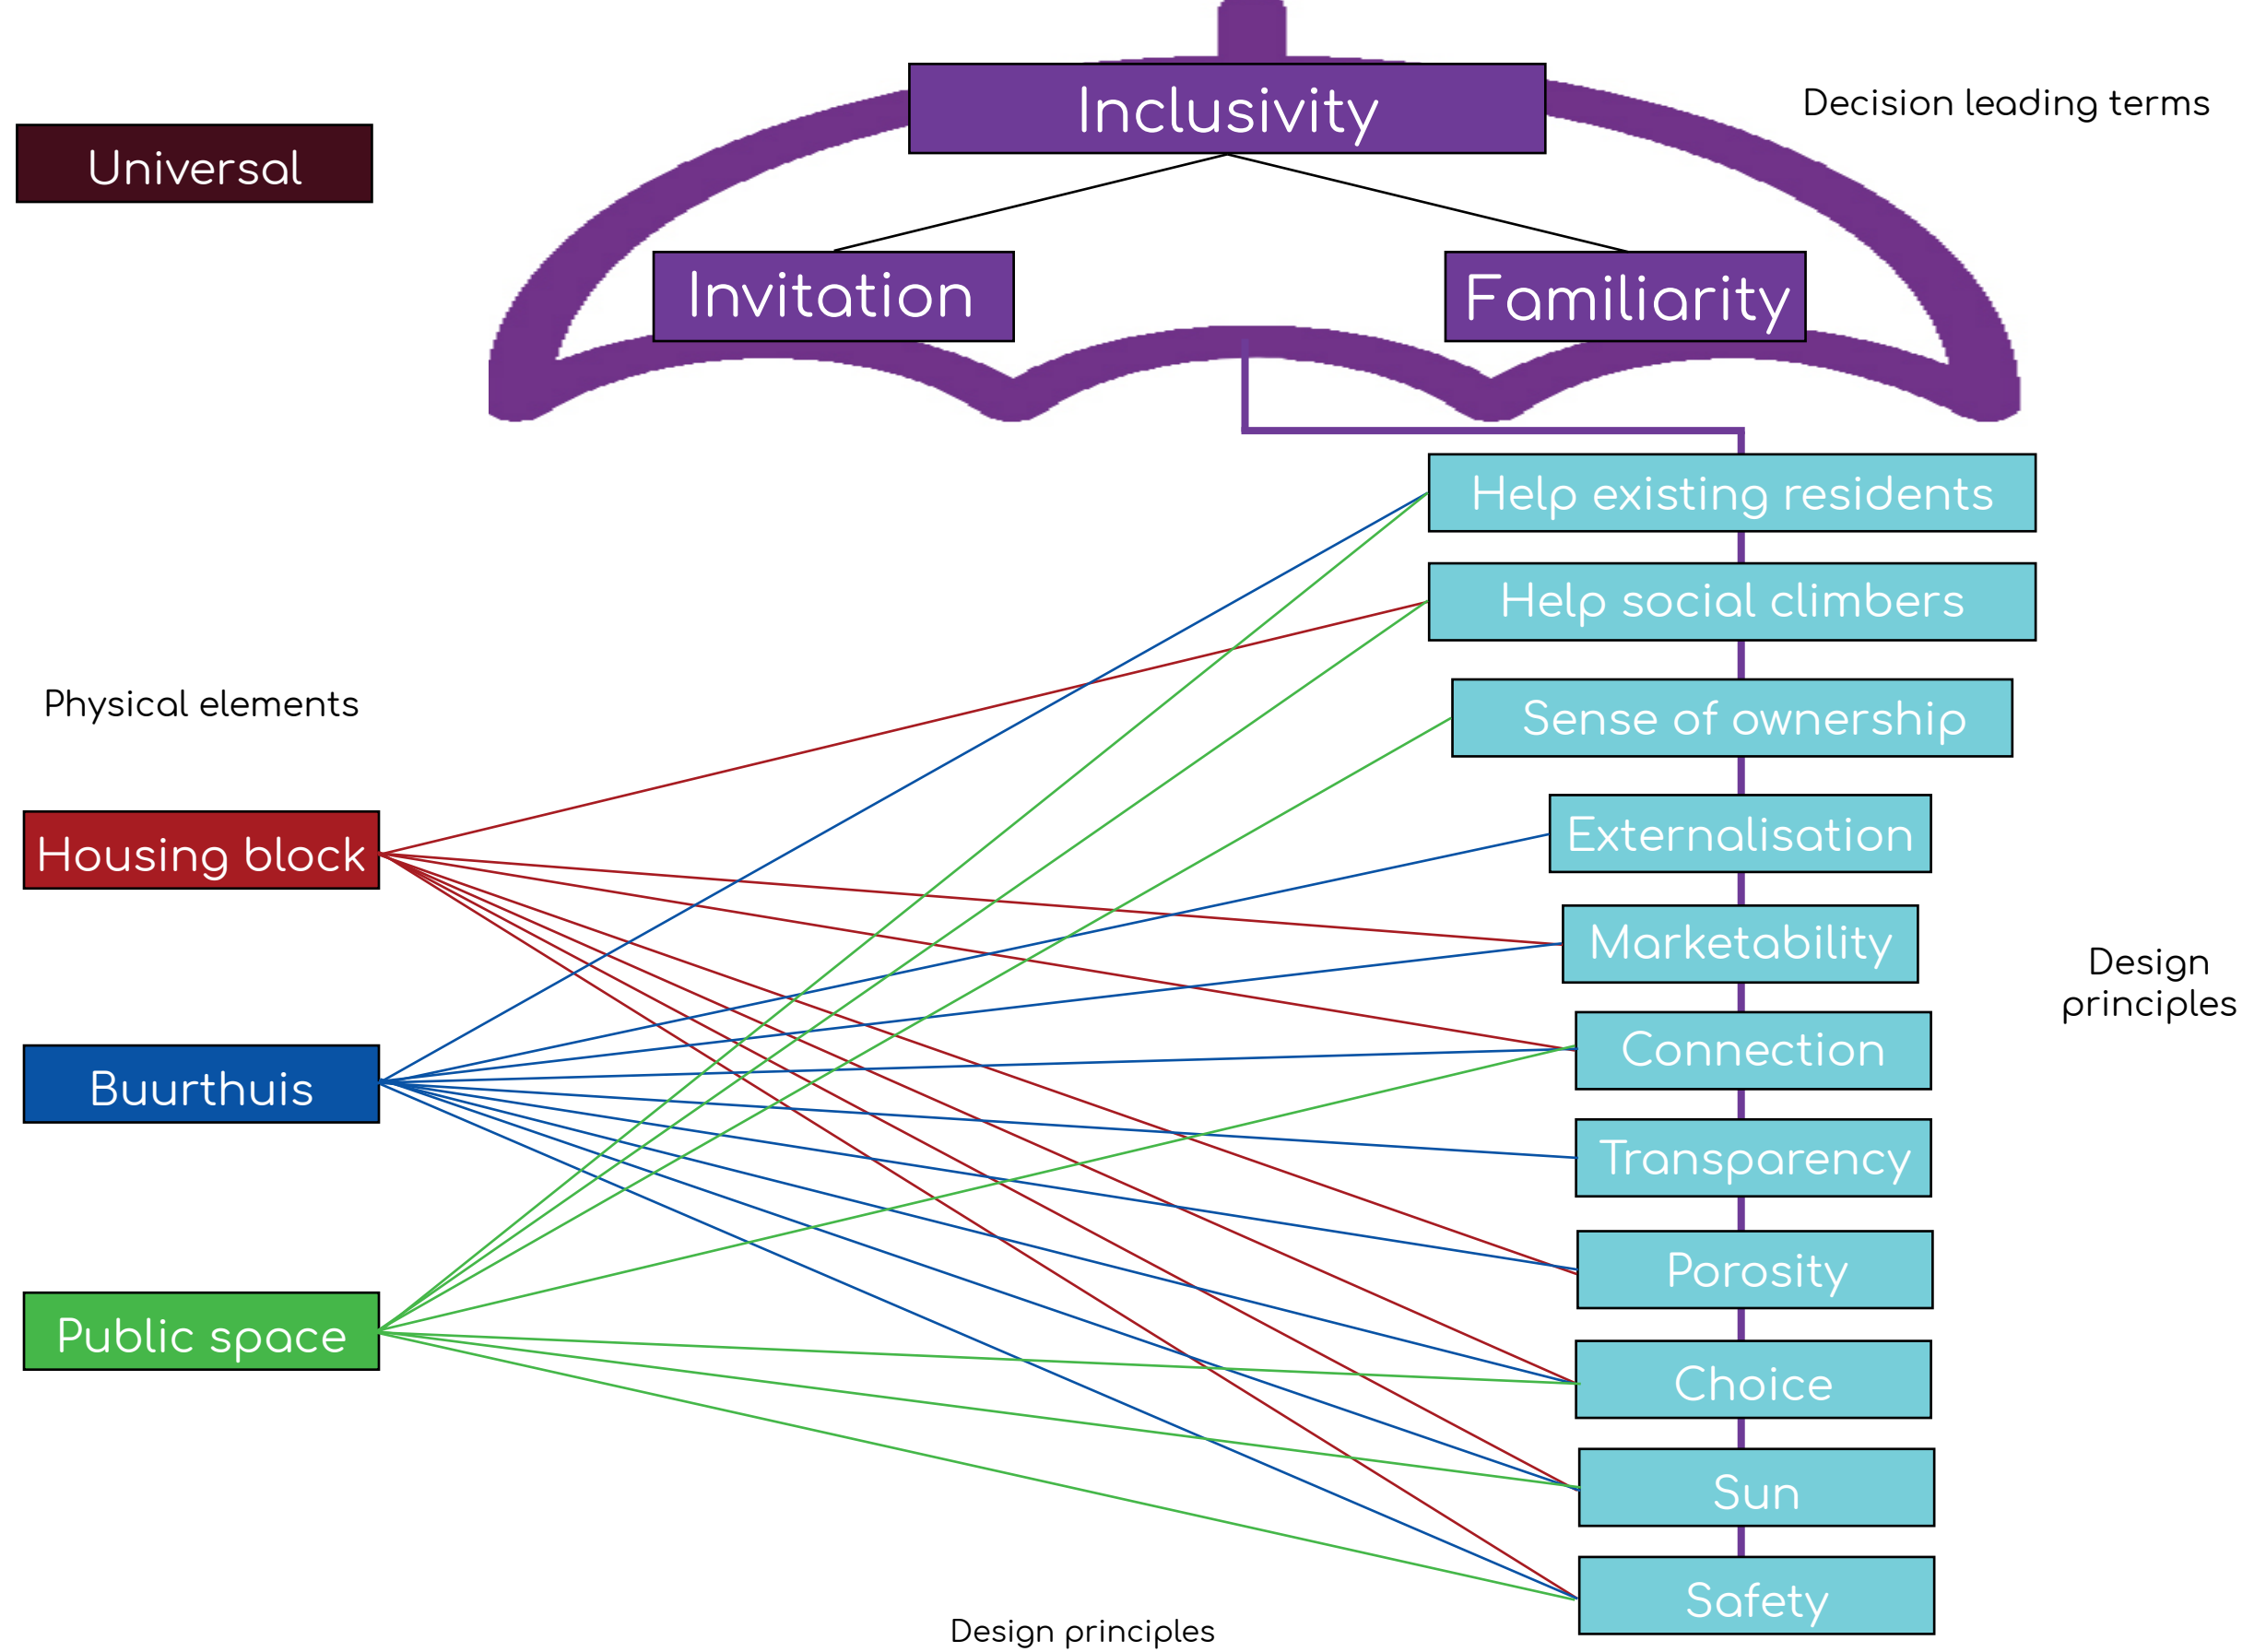 Inclusivity
Decision leading terms
Universal
Invitation
Familiarity
Help existing residents
Help social climbers
Physical elements
Sense of ownership
Housing block
Externalisation
Marketability
Design
principles
Connection
Buurthuis
Transparency
Porosity
Public space
Choice
Sun
Safety
Design principles